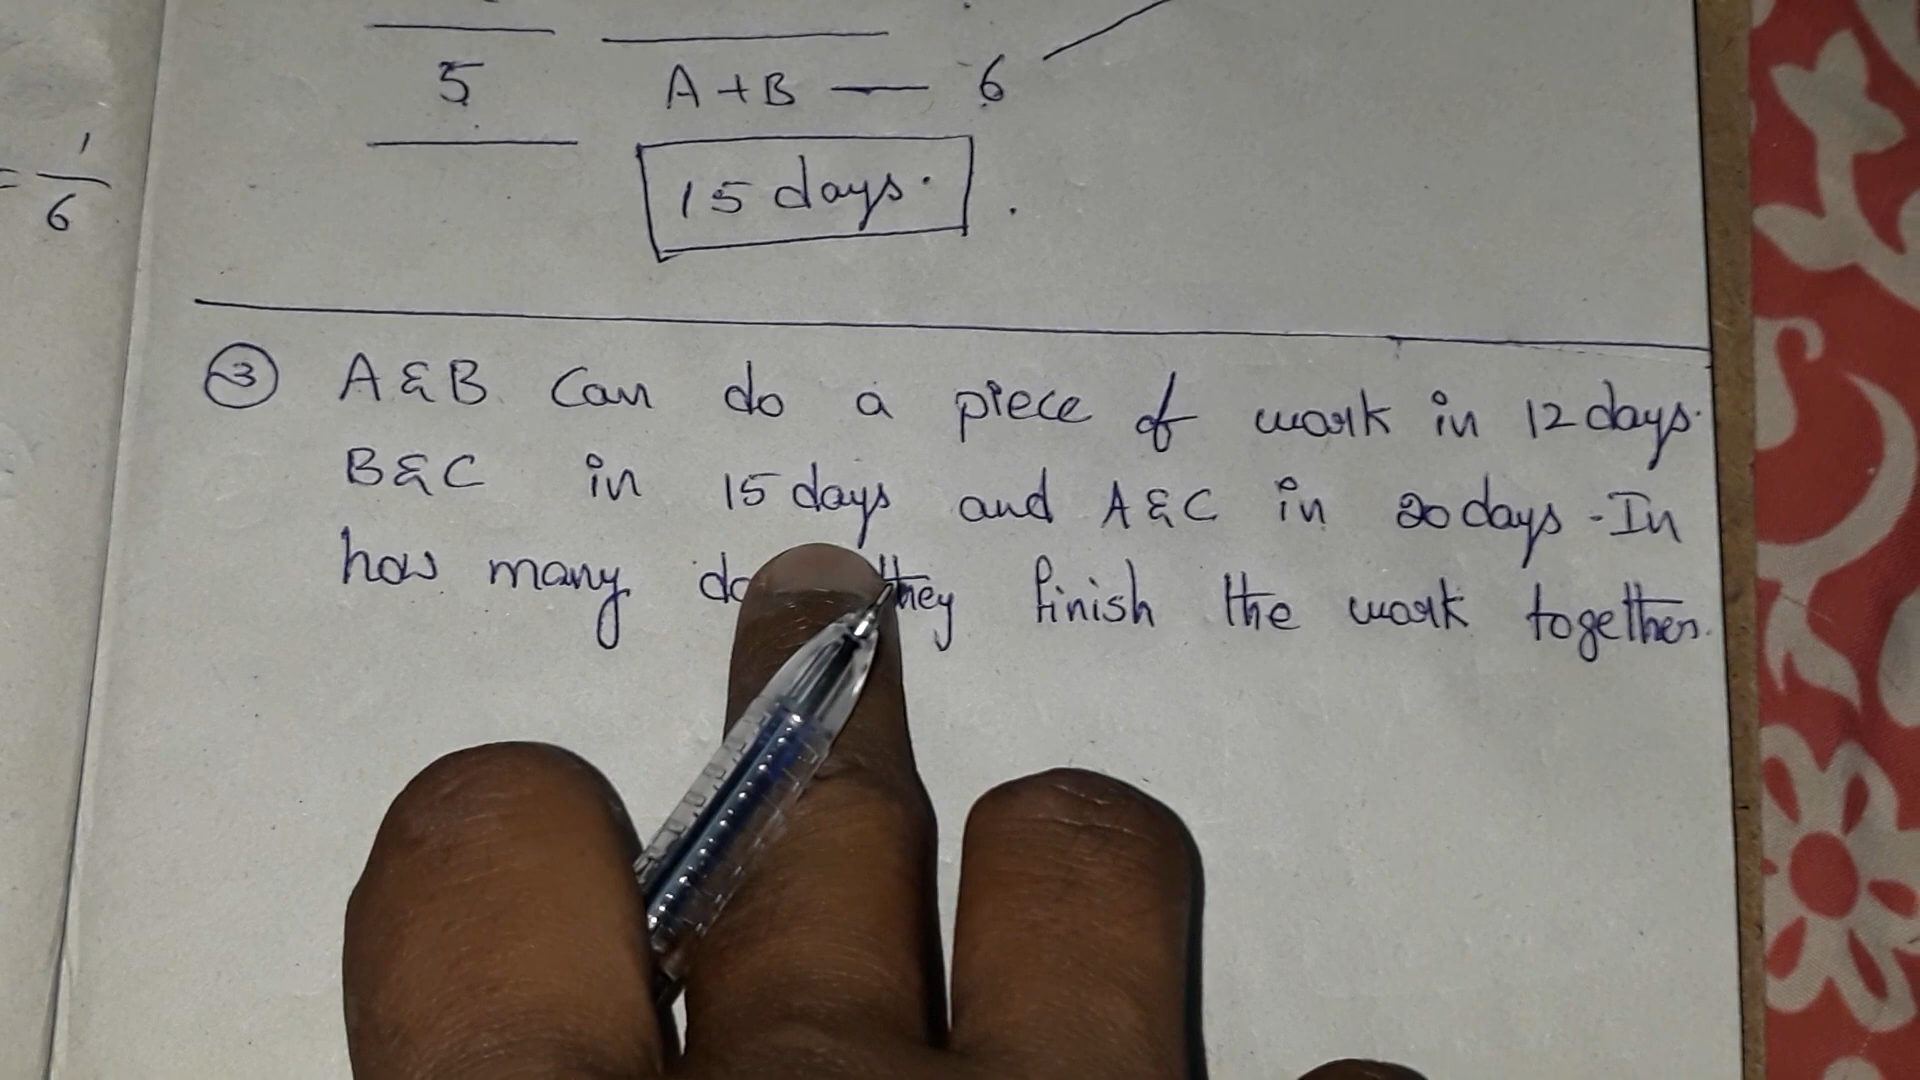 5 A+B — 6
= 1/6
15 days.
③ A & B can do a piece of work in 12 days.
B & C in 15 days and A & C in 20 days - In
how many they finish the work together.